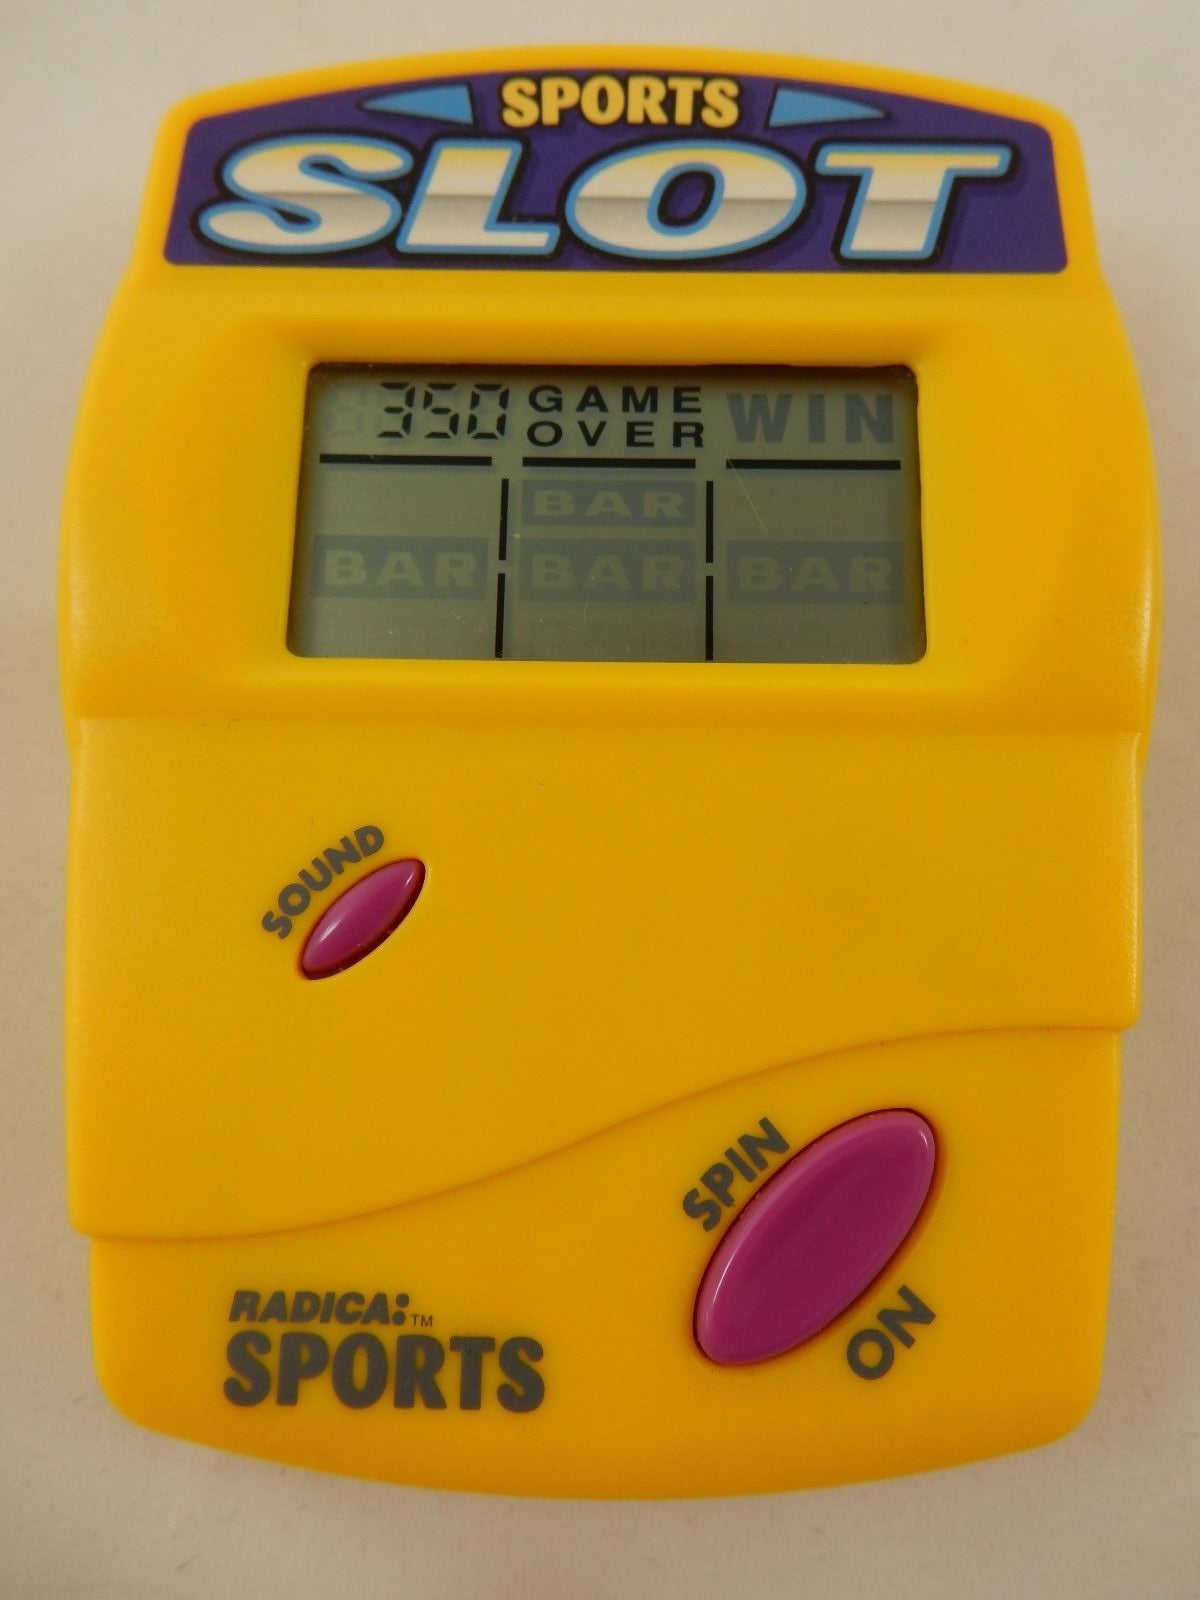 SPORTS
SLOT
350 GAME OVER WIN
BAR
BAR BAR BAR
SOUND
SPIN
ON
RADICA:™
SPORTS